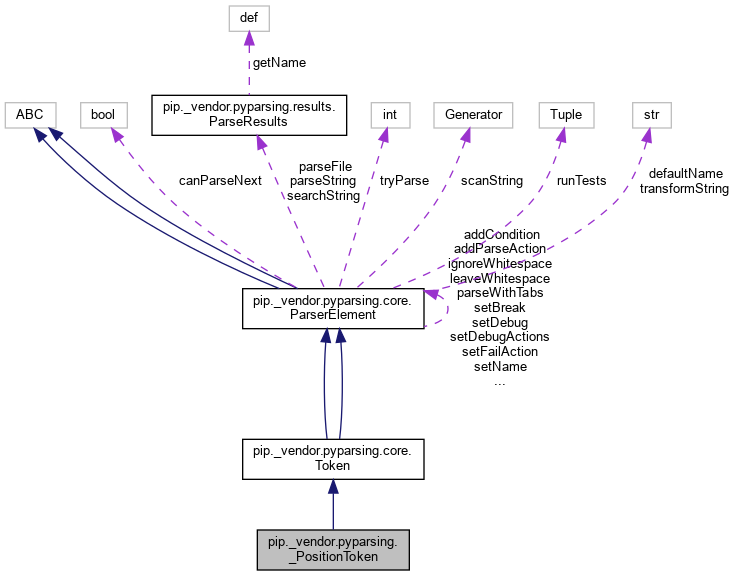 def
getName
ABC
bool
pip._vendor.pyparsing.results.
ParseResults
int
Generator
Tuple
str
canParseNext
parseFile
parseString
searchString
tryParse
scanString
runTests
defaultName
transformString
addCondition
addParseAction
ignoreWhitespace
leaveWhitespace
parseWithTabs
setBreak
setDebug
setDebugActions
setFailAction
setName
...
pip._vendor.pyparsing.core.
ParserElement
pip._vendor.pyparsing.core.
Token
pip._vendor.pyparsing.
_PositionToken